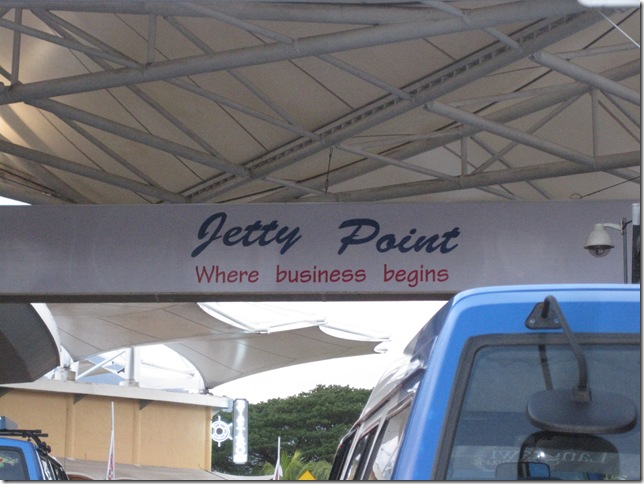 Jetty Point
Where business begins